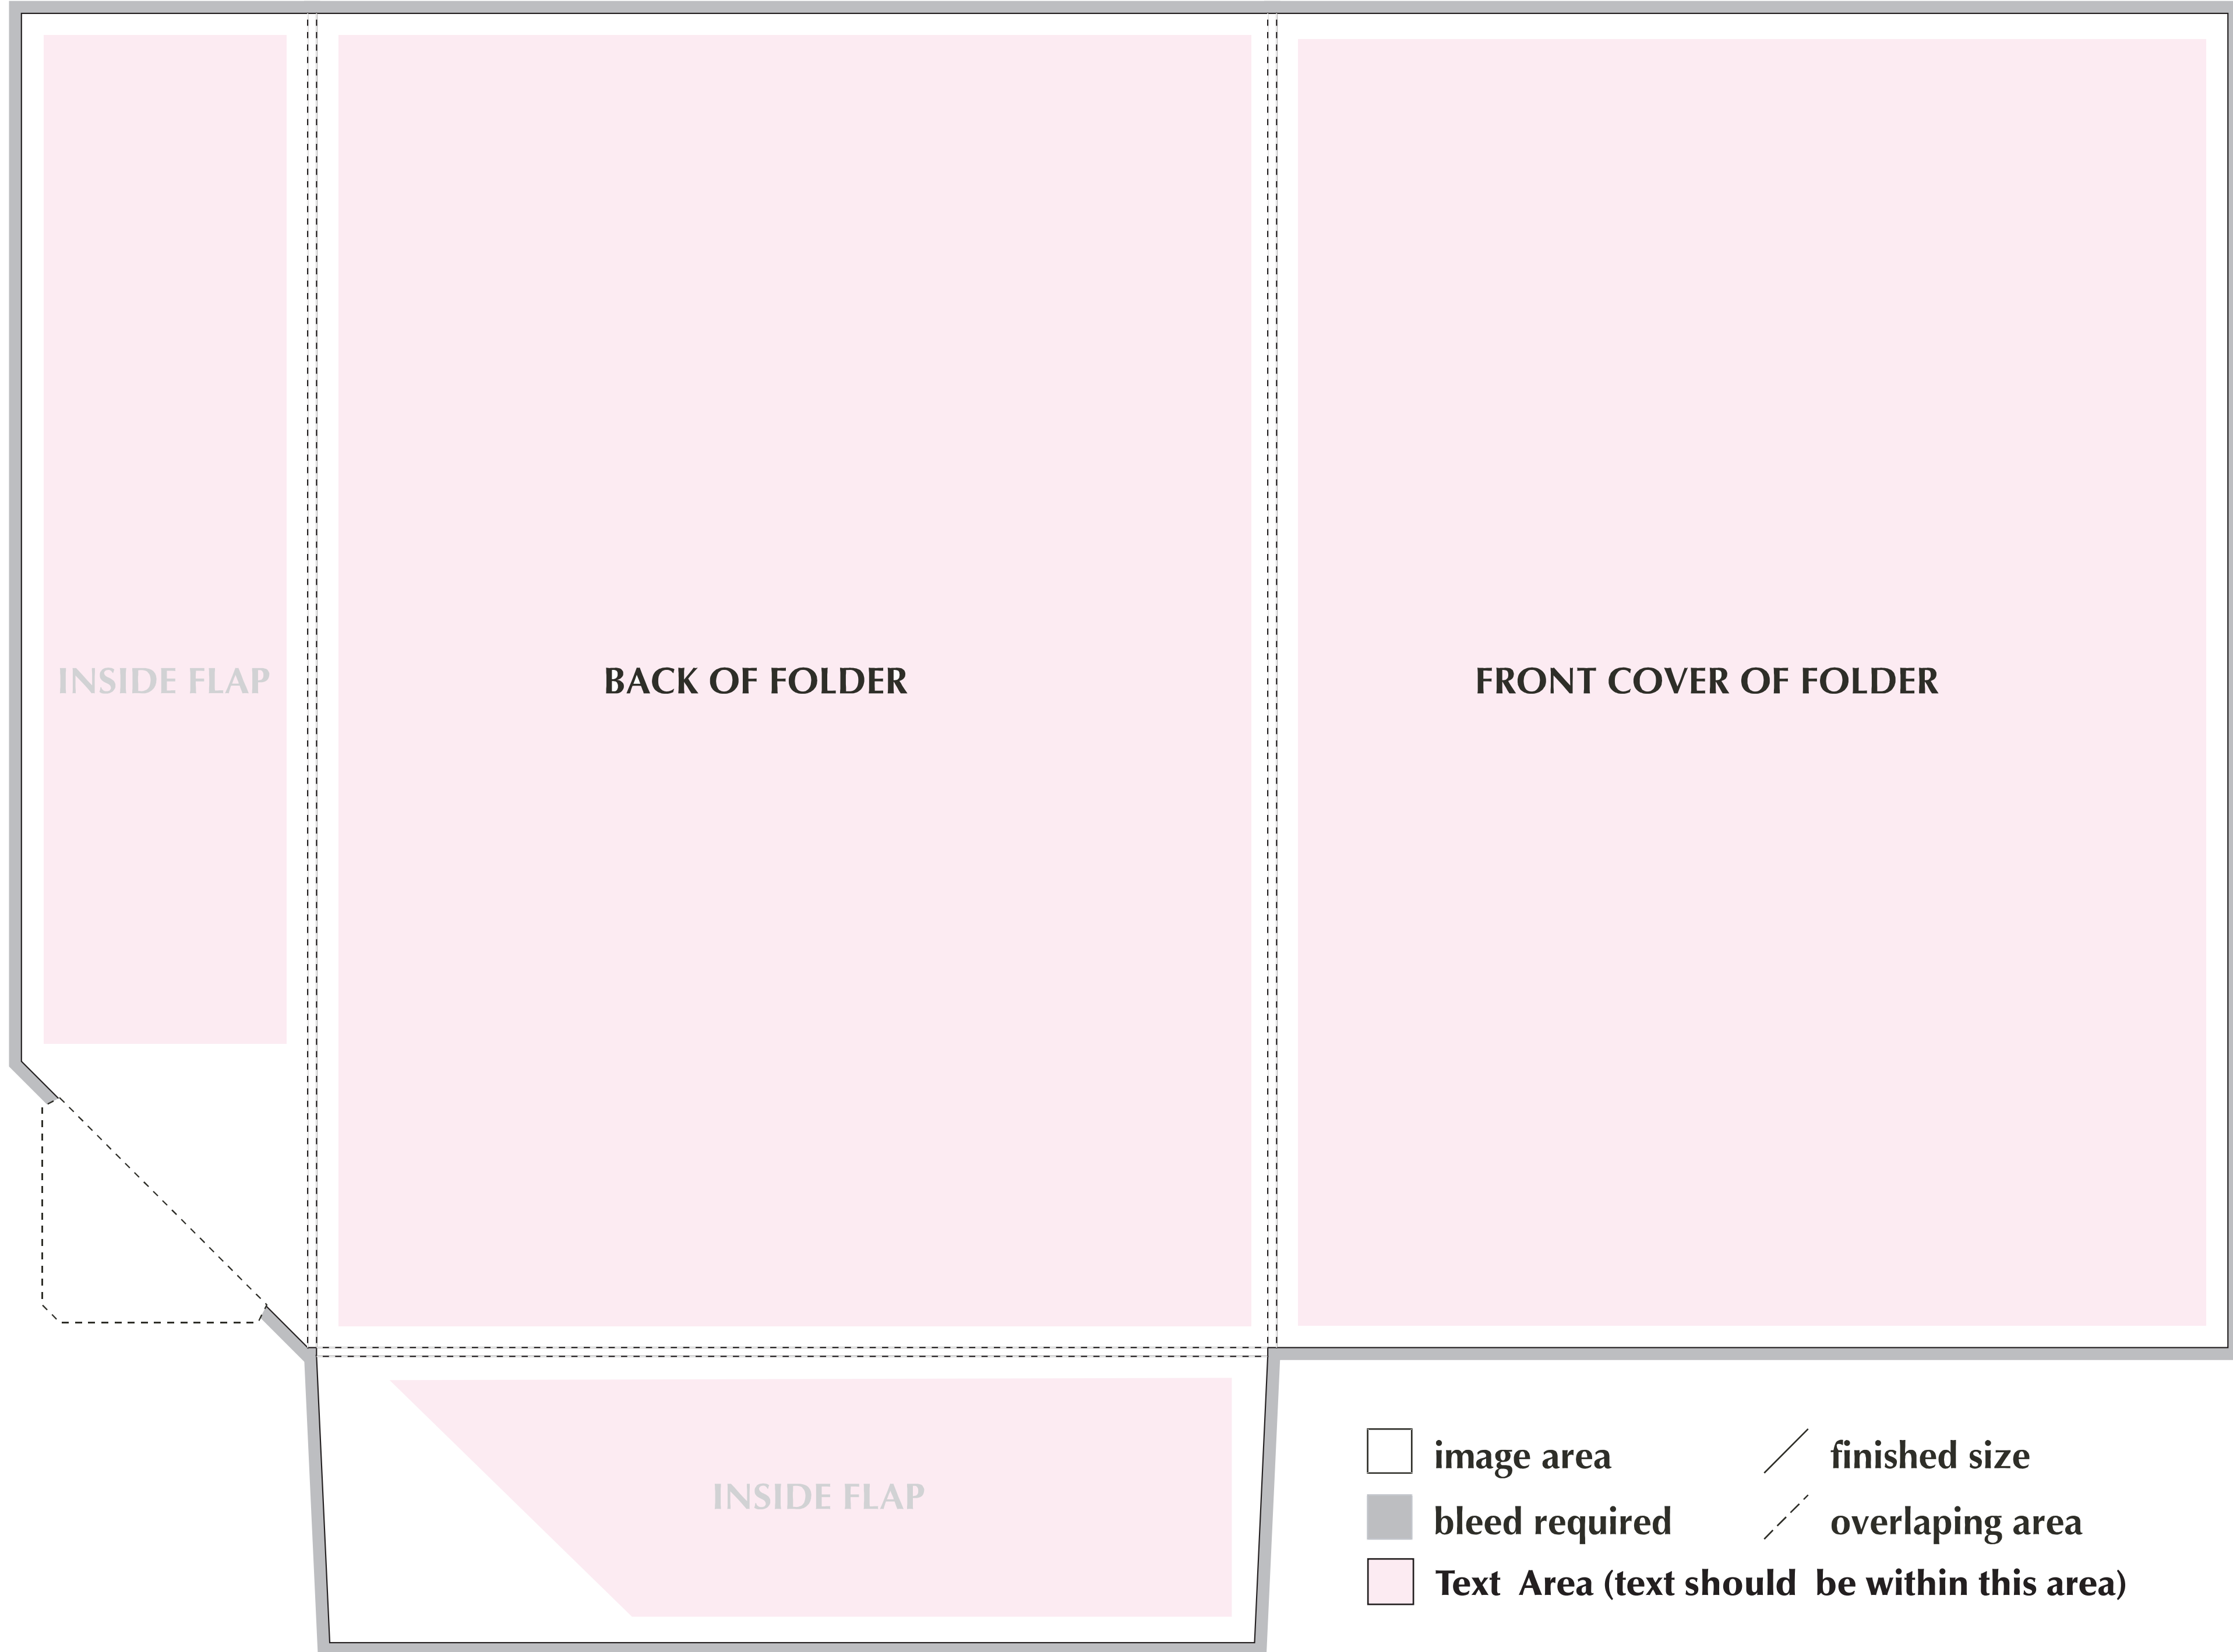 INSIDE FLAP
BACK OF FOLDER
FRONT COVER OF FOLDER
INSIDE FLAP
image area
finished size
bleed required
overlaping area
Text Area (text should be within this area)